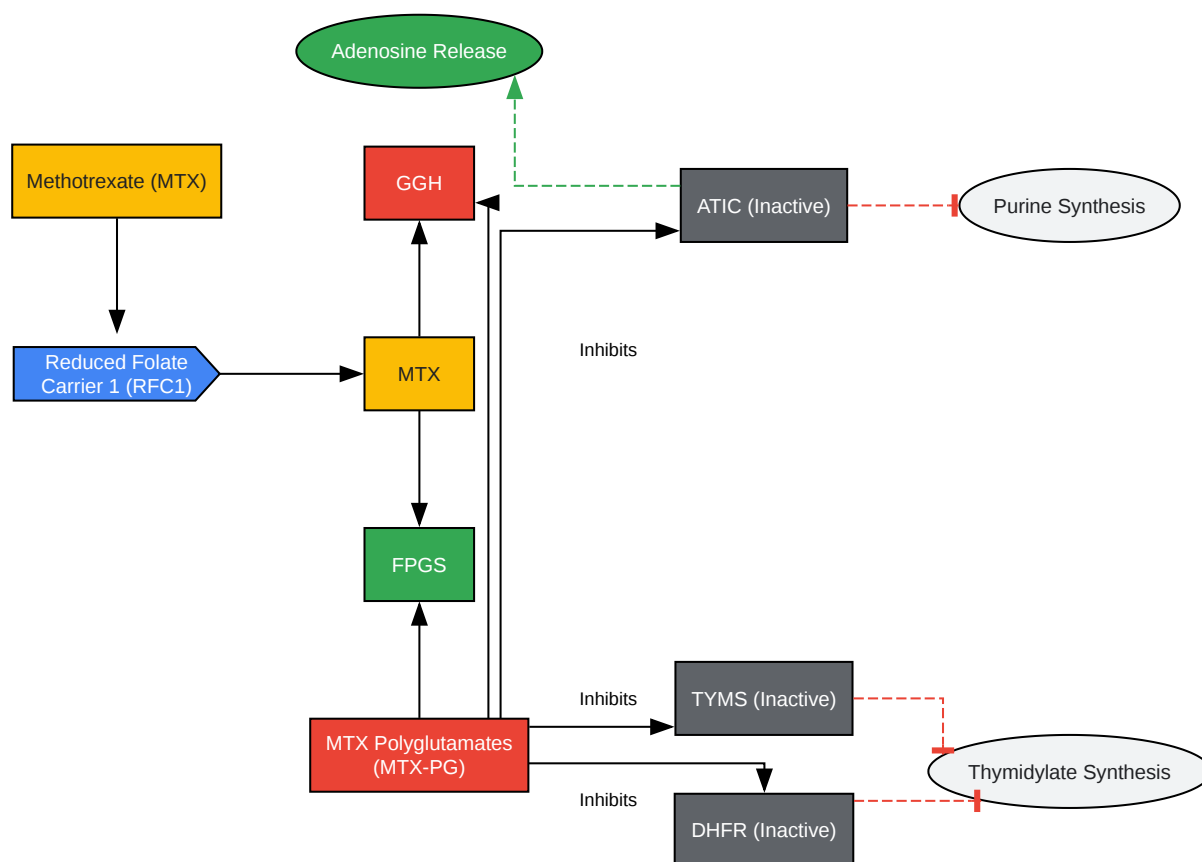 Adenosine Release
Methotrexate (MTX)
GGH
ATIC (Inactive)
Purine Synthesis
Reduced Folate
Carrier 1 (RFC1)
MTX
Inhibits
FPGS
MTX Polyglutamates
(MTX-PG)
Inhibits
TYMS (Inactive)
Thymidylate Synthesis
Inhibits
DHFR (Inactive)